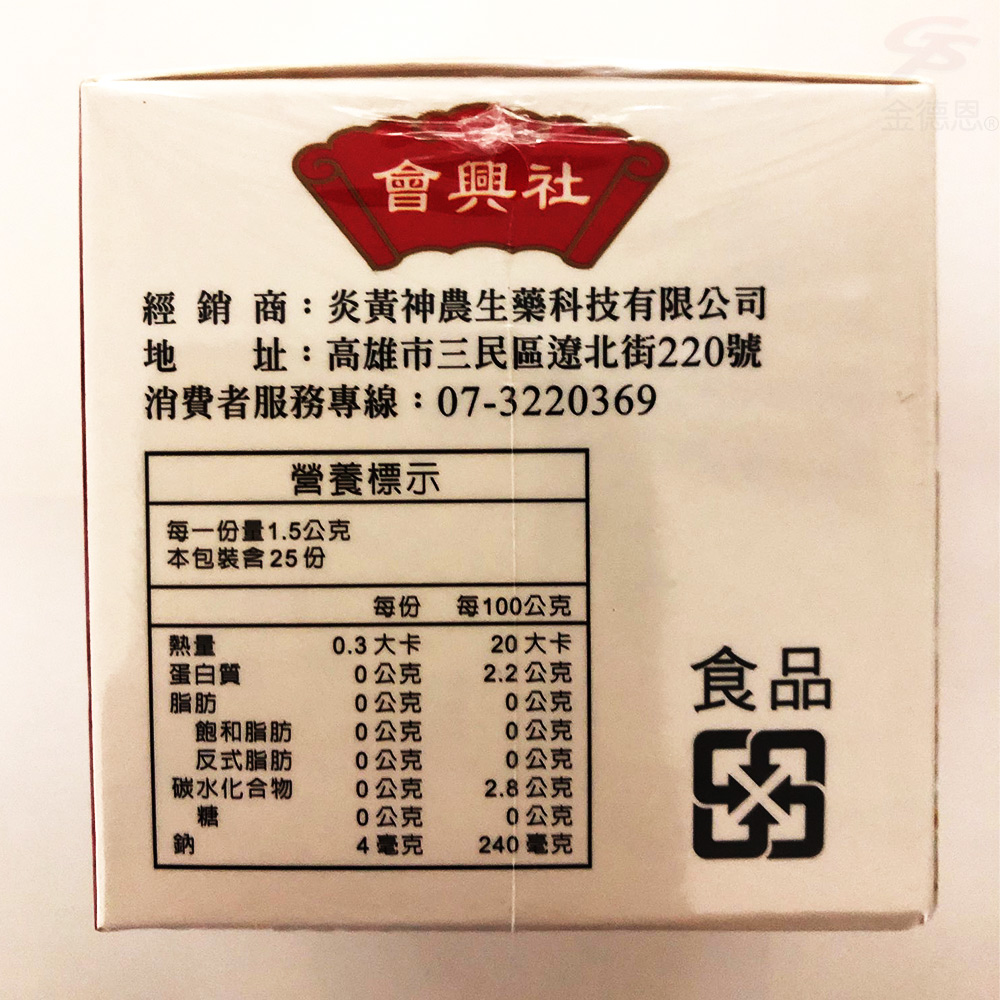 金德恩®
會興社
經銷商：炎黃神農生藥科技有限公司
地址：高雄市三民區遼北街220號
消費者服務專線：07-3220369
營養標示
每一份量1.5公克
本包裝含25份
每份 每100公克
熱量 0.3大卡 20大卡
蛋白質 0公克 2.2公克
脂肪 0公克 0公克
飽和脂肪 0公克 0公克
反式脂肪 0公克 0公克
碳水化合物 0公克 2.8公克
糖 0公克 0公克
鈉 4毫克 240毫克
食品